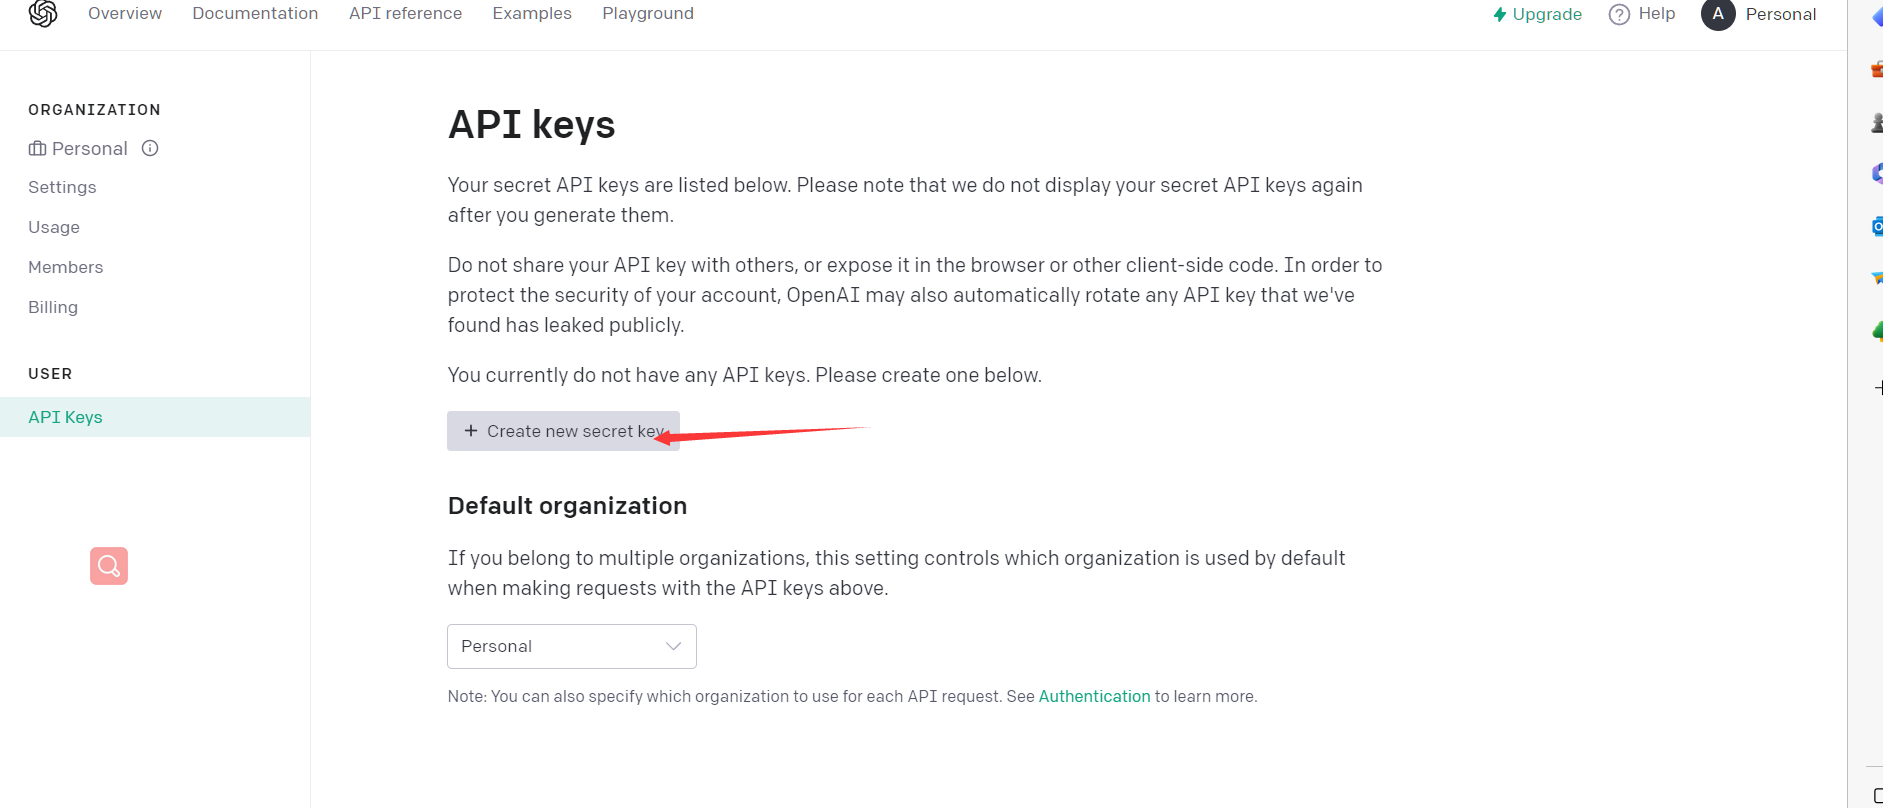 Overview Documentation API reference Examples Playground Upgrade Help A Personal
ORGANIZATION
Personal
Settings
Usage
Members
Billing
USER
API Keys
API keys
Your secret API keys are listed below. Please note that we do not display your secret API keys again
after you generate them.
Do not share your API key with others, or expose it in the browser or other client-side code. In order to
protect the security of your account, OpenAI may also automatically rotate any API key that we've
found has leaked publicly.
You currently do not have any API keys. Please create one below.
+ Create new secret key
Default organization
If you belong to multiple organizations, this setting controls which organization is used by default
when making requests with the API keys above.
Personal
Note: You can also specify which organization to use for each API request. See Authentication to learn more.